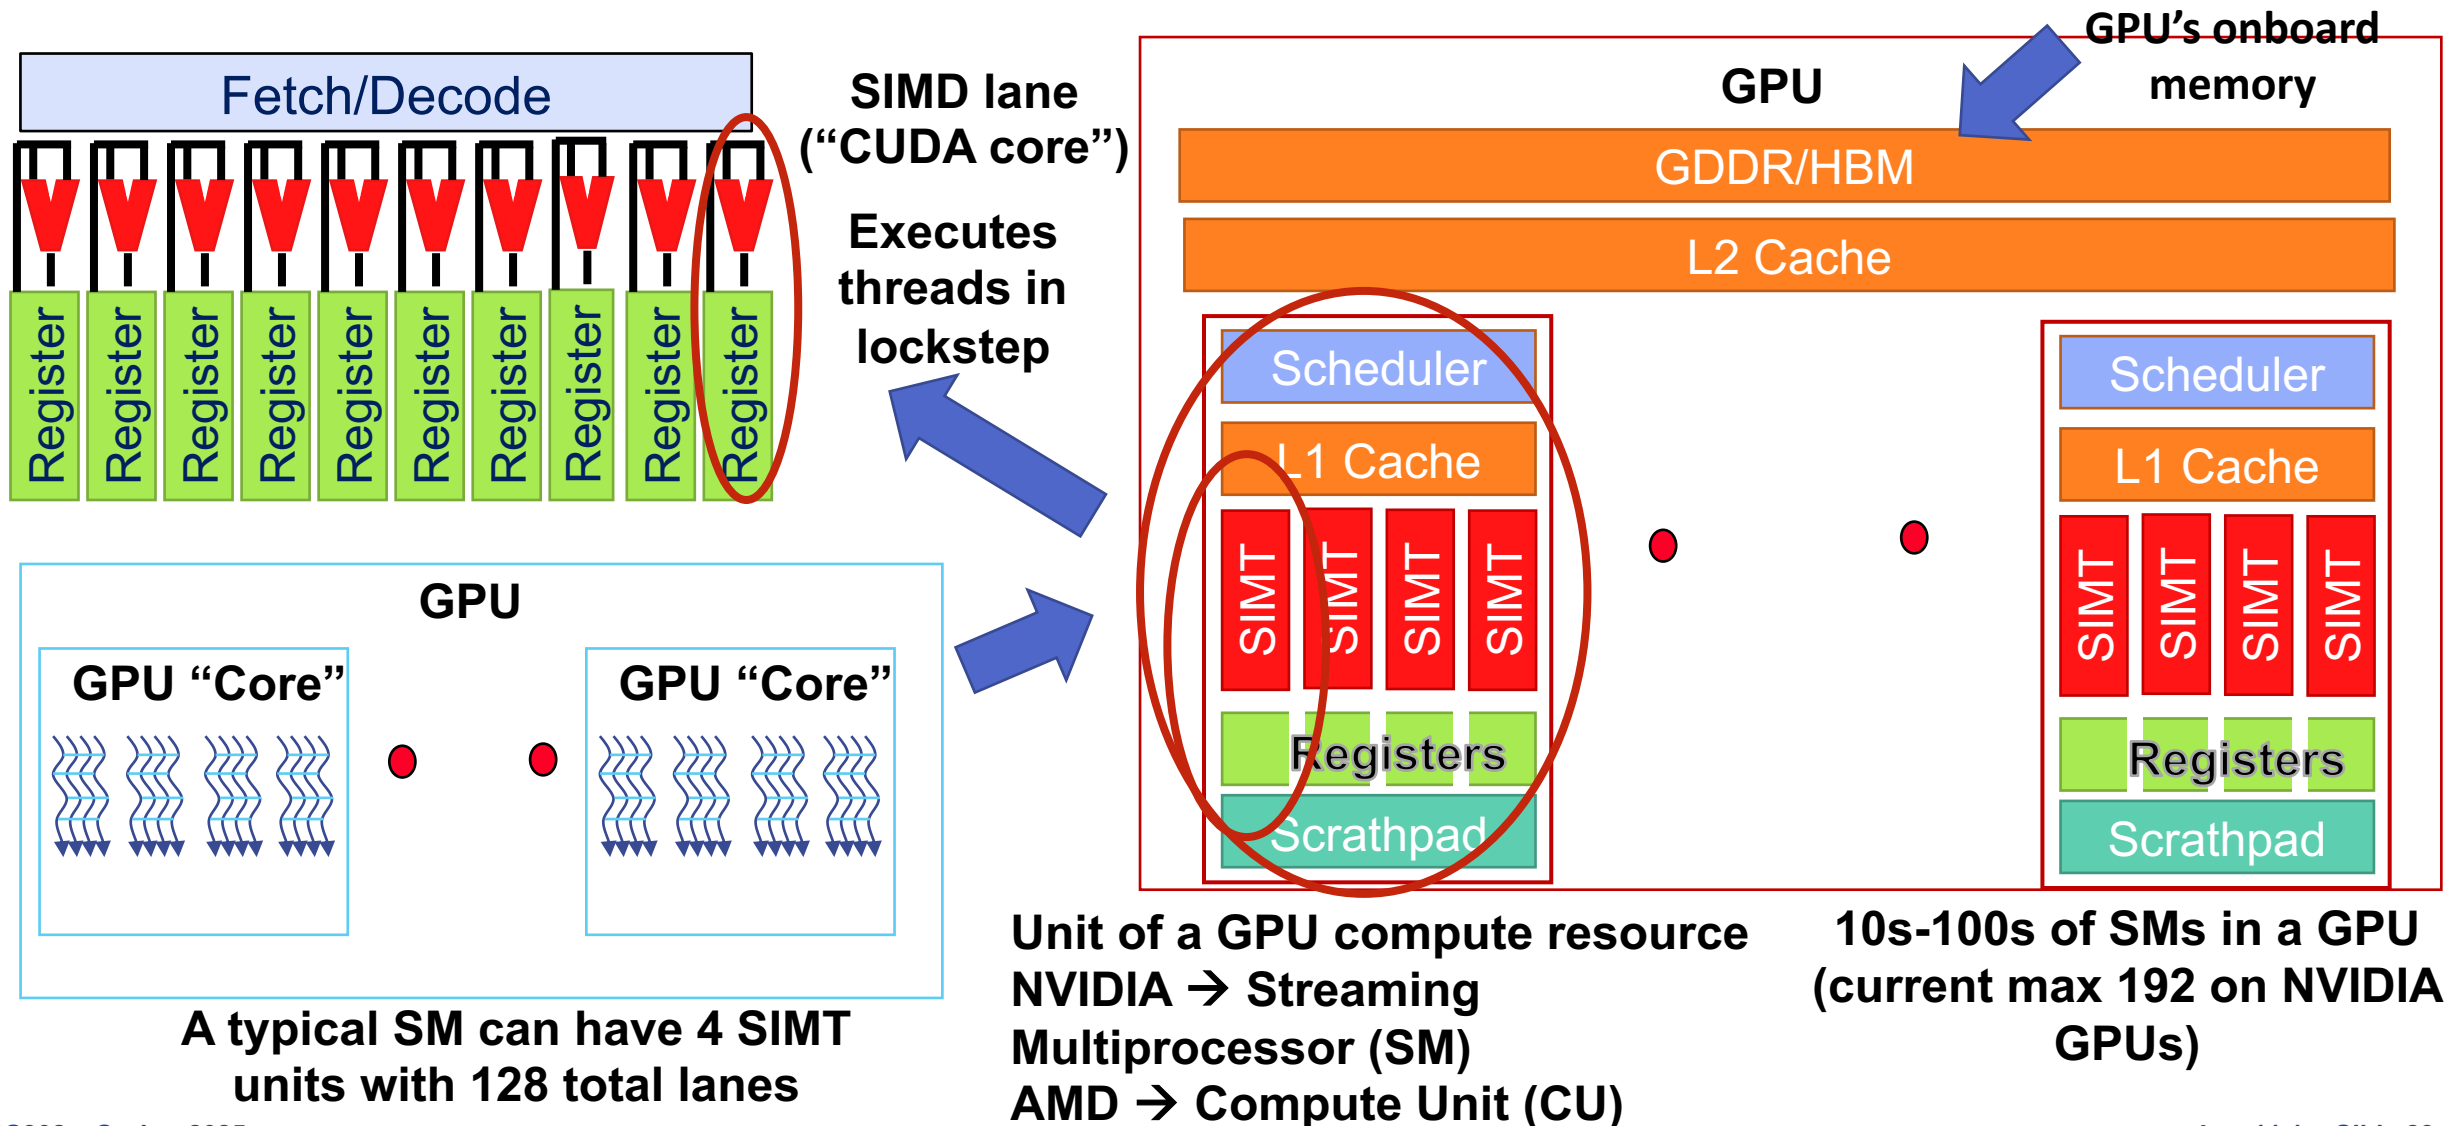 Fetch/Decode
Register
Register
Register
Register
Register
Register
Register
Register
Register
Register
SIMD lane
(“CUDA core”)
Executes
threads in
lockstep
GPU
GPU “Core”
GPU “Core”
A typical SM can have 4 SIMT
units with 128 total lanes
GPU’s onboard
memory
GPU
GDDR/HBM
L2 Cache
Scheduler
L1 Cache
SIMT
SIMT
SIMT
SIMT
Registers
Scrathpad
Scheduler
L1 Cache
SIMT
SIMT
SIMT
SIMT
Registers
Scrathpad
Unit of a GPU compute resource
NVIDIA → Streaming
Multiprocessor (SM)
AMD → Compute Unit (CU)
10s-100s of SMs in a GPU
(current max 192 on NVIDIA
GPUs)